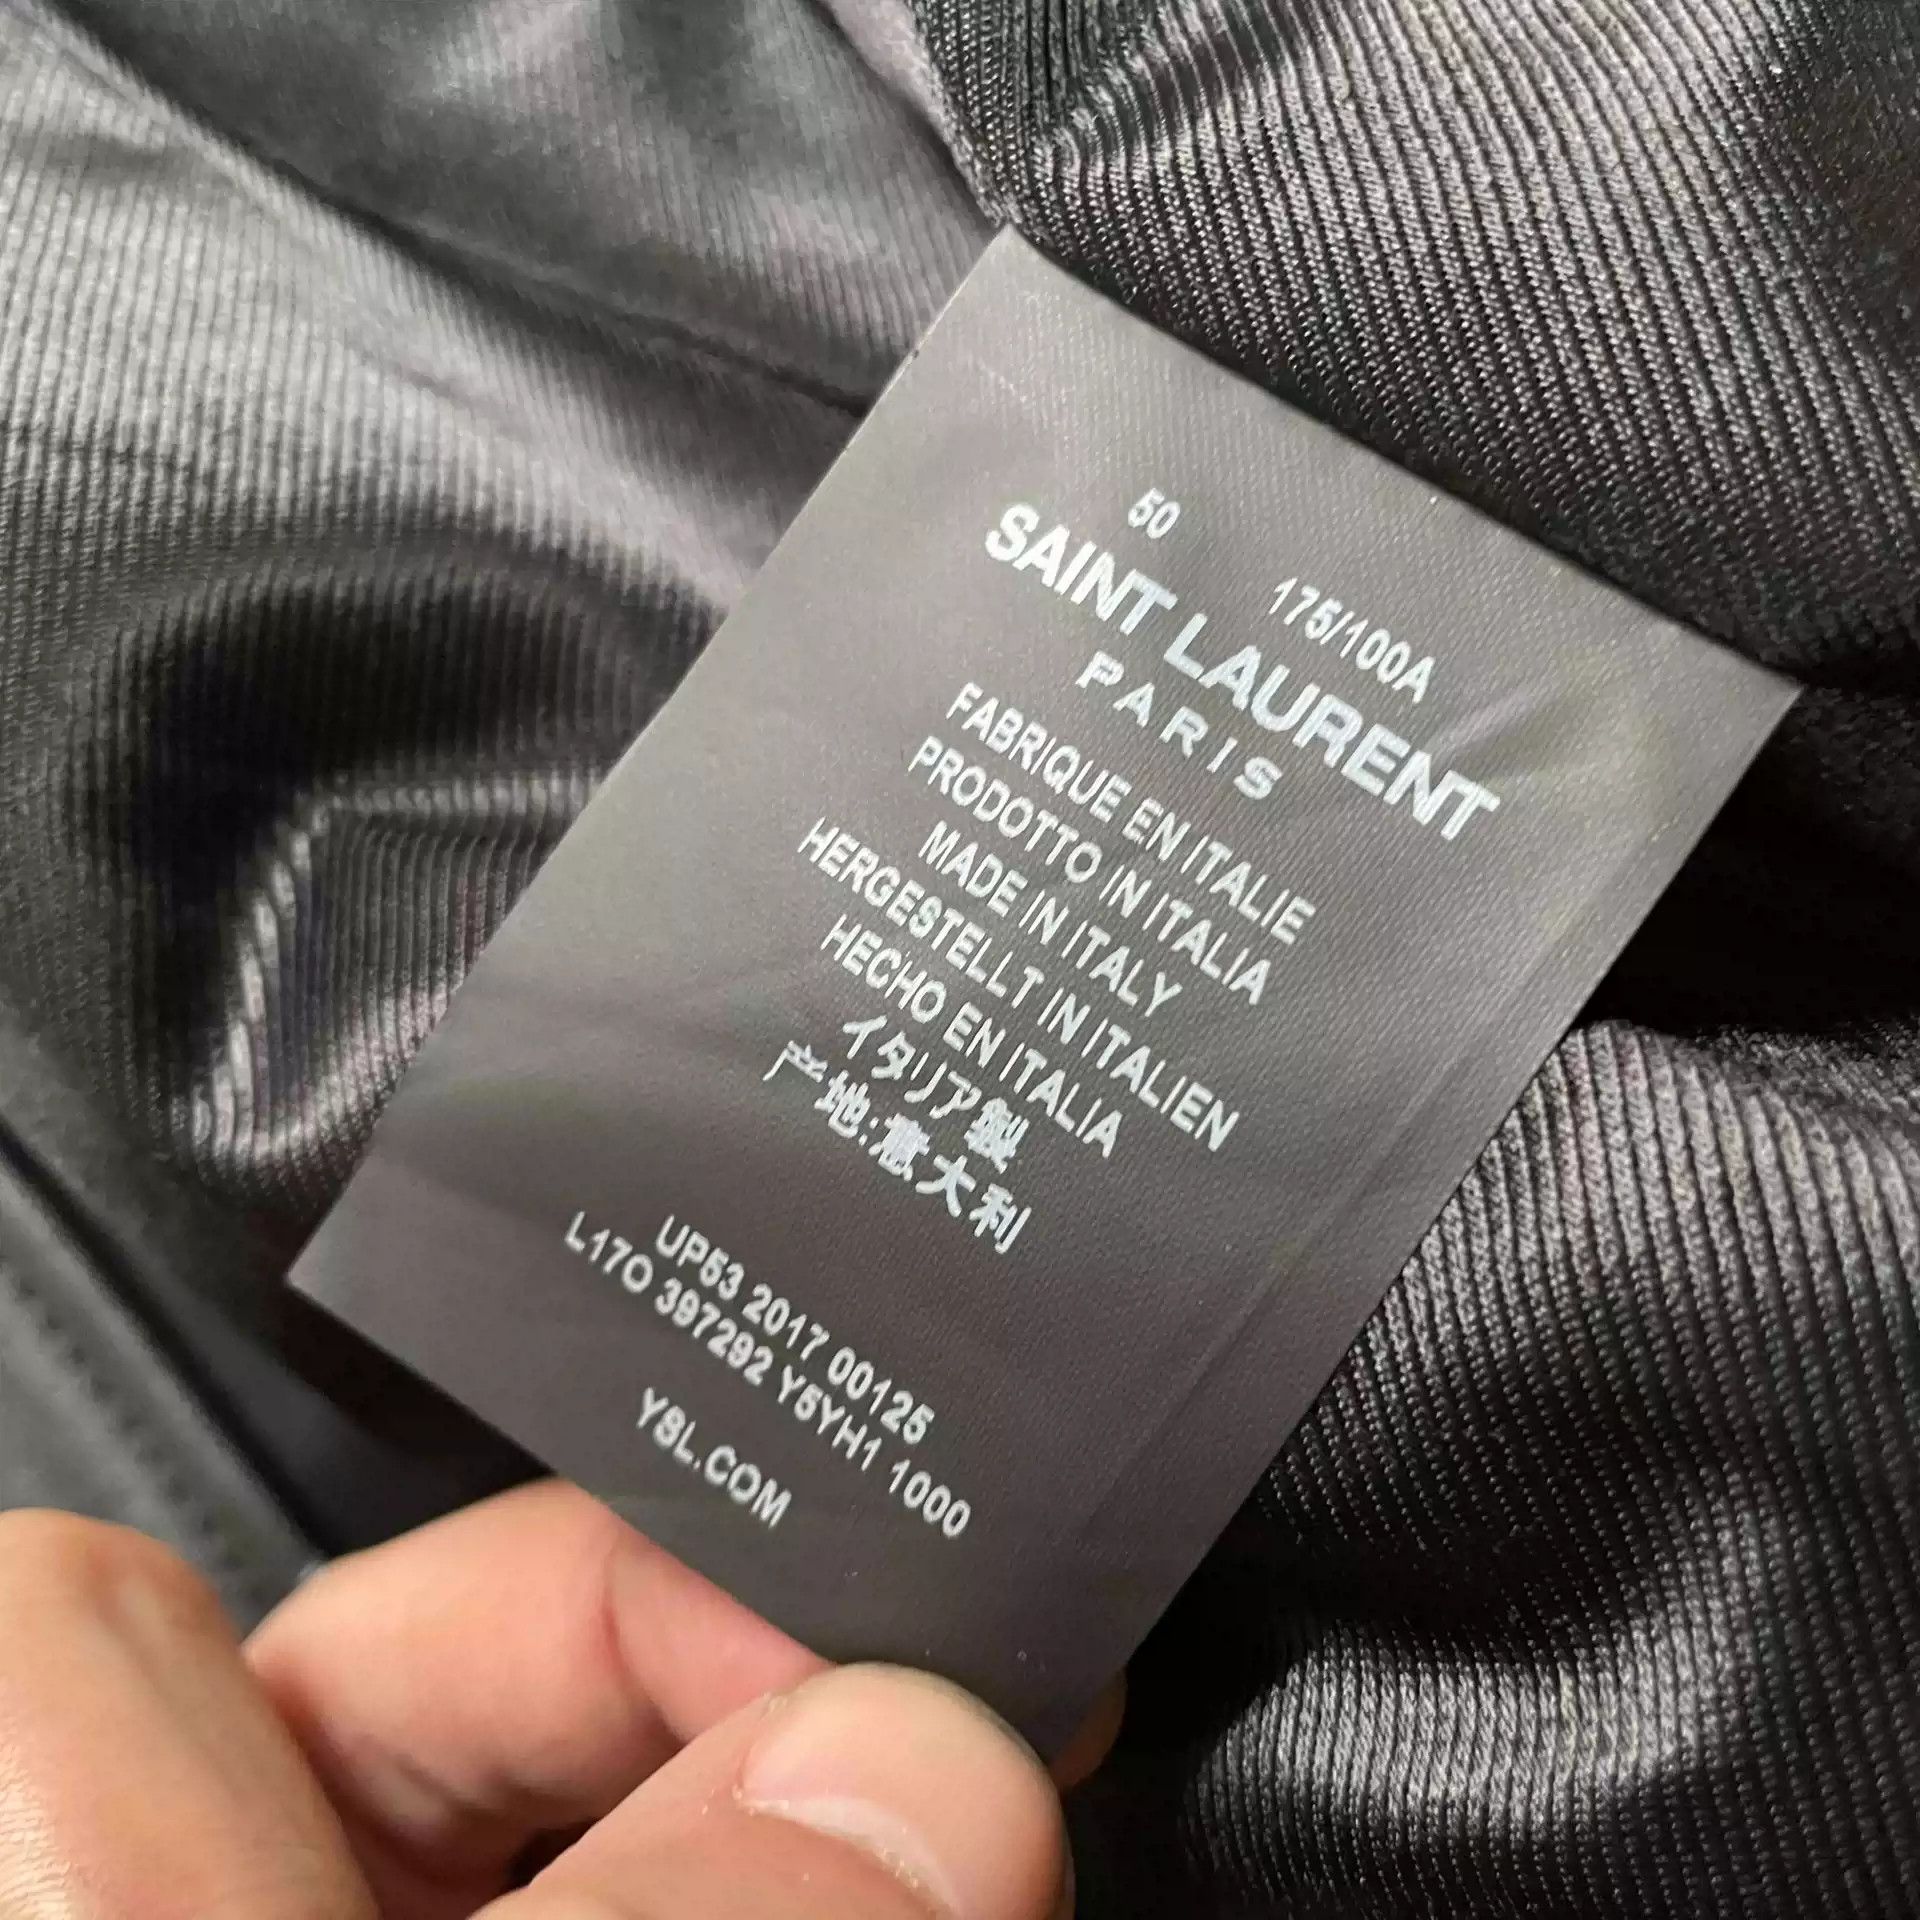 50 175/100A
SAINT LAURENT
PARIS
FABRIQUE EN ITALIE
PRODOTTO IN ITALIA
MADE IN ITALY
HERGESTELLT IN ITALIEN
HECHO EN ITALIA
イタリア製
产地:意大利
UP53 2017 00125
L17O 397292 Y5YH1 1000
YSL.COM